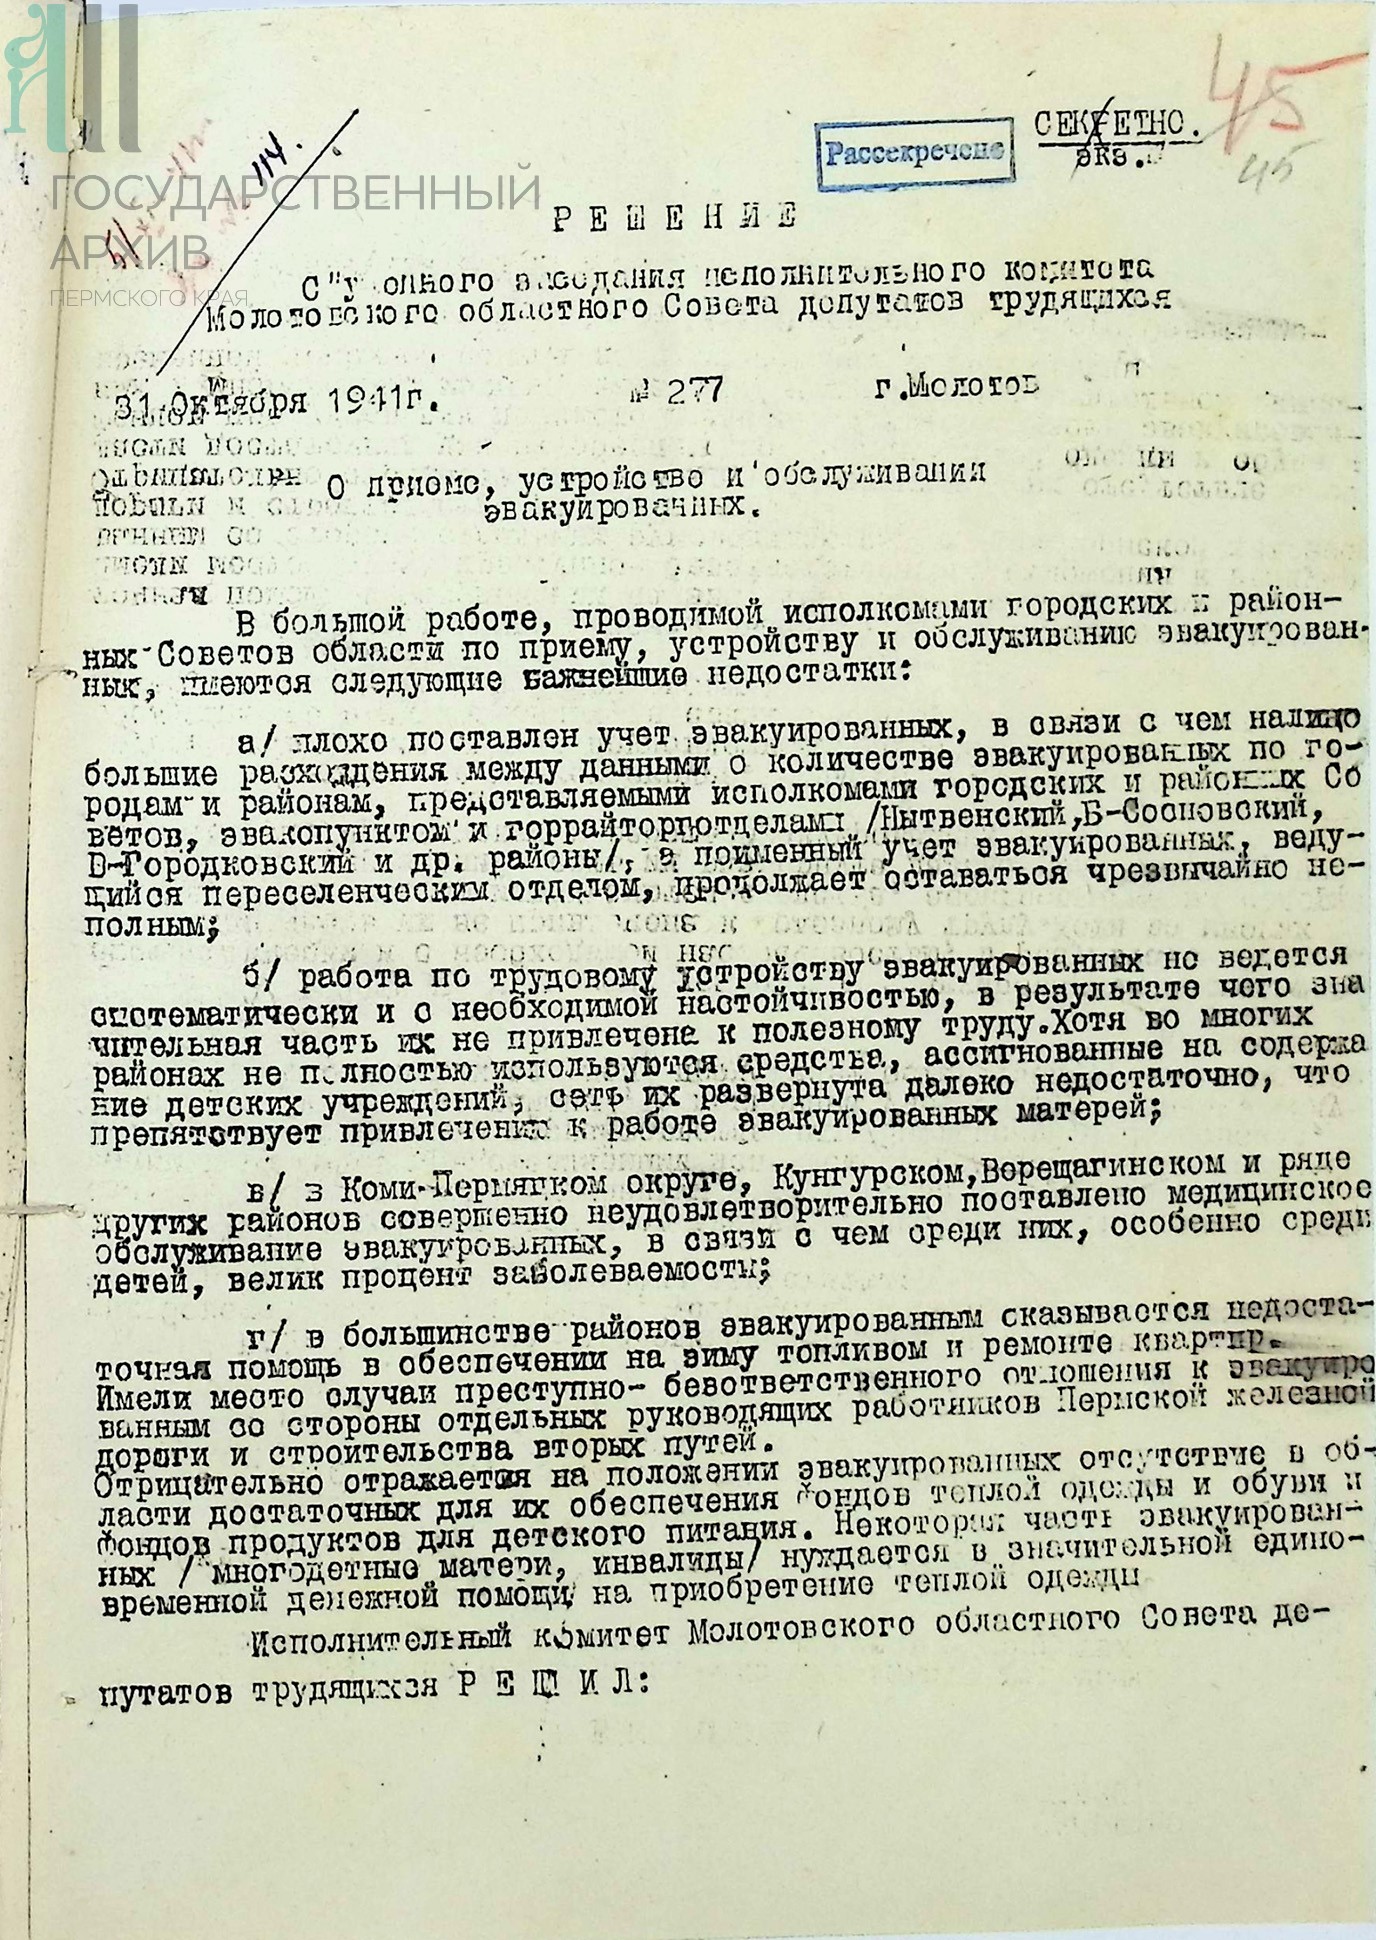 45
СЕКРЕТНО.
экз.
Рассекречено
45
114.
ГОСУДАРСТВЕННЫЙ
АРХИВ
ПЕРМСКОГО КРАЯ
РЕШЕНИЕ
заседания исполнительного комитета
Молотовского областного Совета депутатов трудящихся
31 Октября 1941г. № 277 г.Молотов
О приеме, устройстве и обслуживании
эвакуированных.
В большой работе, проводимой исполкомами городских и район-
ных Советов области по приему, устройству и обслуживанию эвакуирован-
ных, имеются следующие важнейшие недостатки:
а/ плохо поставлен учет эвакуированных, в связи с чем налицо
большие расхождения между данными о количестве эвакуированных по го-
родам и районам, представляемыми исполкомами городских и районных Со
ветов, эвакопунктом и горрайторготделами /Нытвенский,Б-Сосновский,
В-Городковский и др. районы/, а поименный учет эвакуированных, веду-
щийся переселенческим отделом, продолжает оставаться чрезвычайно не-
полным;
б/ работа по трудовому устройству эвакуированных не ведется
систематически и с необходимой настойчивостью, в результате чего зна
чительная часть их не привлечена к полезному труду.Хотя во многих
районах не полностью используются средства, ассигнованные на содержа
ние детских учреждений, сеть их развернута далеко недостаточно, что
препятствует привлечению к работе эвакуированных матерей;
в/ в Коми-Пермяцком округе, Кунгурском,Верещагинском и ряде
других районов совершенно неудовлетворительно поставлено медицинское
обслуживание эвакуированных, в связи с чем среди них, особенно среди
детей, велик процент заболеваемости;
г/ в большинстве районов эвакуированным сказывается недоста-
точная помощь в обеспечении на зиму топливом и ремонте квартир.
Имели место случаи преступно- безответственного отношения к эвакуиро
ванным со стороны отдельных руководящих работников Пермской железной
дороги и строительства вторых путей.
Отрицательно отражается на положении эвакуированных отсутствие в об-
ласти достаточных для их обеспечения фондов теплой одежды и обуви и
фондов продуктов для детского питания. Некоторая часть эвакуирован-
ных /многодетные матери, инвалиды/ нуждается в значительной едино-
временной денежной помощи на приобретение теплой одежды
Исполнительный комитет Молотовского областного Совета де-
путатов трудящихся Р Е Ш И Л: